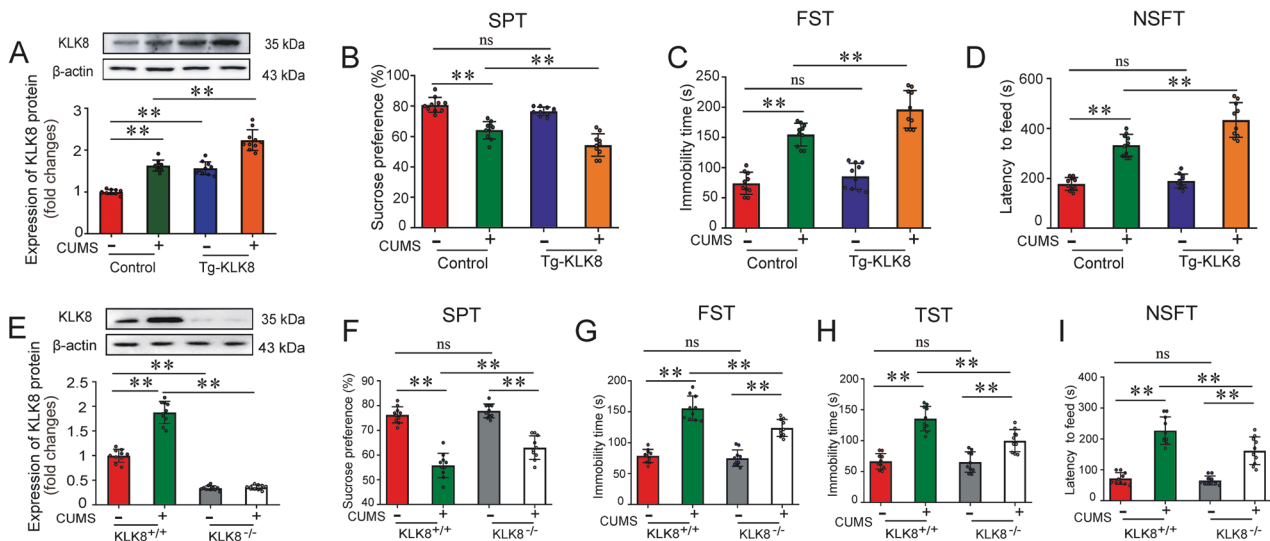 A
KLK8
35 kDa
β-actin
43 kDa
Expression of KLK8 protein
(fold changes)
3
2
1
0
**
**
**
CUMS
−
+
−
+
Control
Tg-KLK8
B
SPT
Sucrose preference (%)
100
80
60
40
20
0
ns
**
**
CUMS
−
+
−
+
Control
Tg-KLK8
C
FST
Immobility time (s)
250
200
150
100
50
0
**
ns
**
CUMS
−
+
−
+
Control
Tg-KLK8
D
NSFT
Latency to feed (s)
600
400
200
0
ns
**
**
CUMS
−
+
−
+
Control
Tg-KLK8
E
KLK8
35 kDa
β-actin
43 kDa
Expression of KLK8 protein
(fold changes)
2.5
2
1.5
1
0.5
0
**
**
**
CUMS
−
+
−
+
KLK8+/+
KLK8-/-
F
SPT
Sucrose preference (%)
100
90
80
70
60
50
40
ns
**
**
**
CUMS
−
+
−
+
KLK8+/+
KLK8-/-
G
FST
Immobility time (s)
200
150
100
50
0
ns
**
**
**
CUMS
−
+
−
+
KLK8+/+
KLK8-/-
H
TST
Immobility time (s)
200
150
100
50
0
ns
**
**
**
CUMS
−
+
−
+
KLK8+/+
KLK8-/-
I
NSFT
Latency to feed (s)
400
300
200
100
0
ns
**
**
**
CUMS
−
+
−
+
KLK8+/+
KLK8-/-